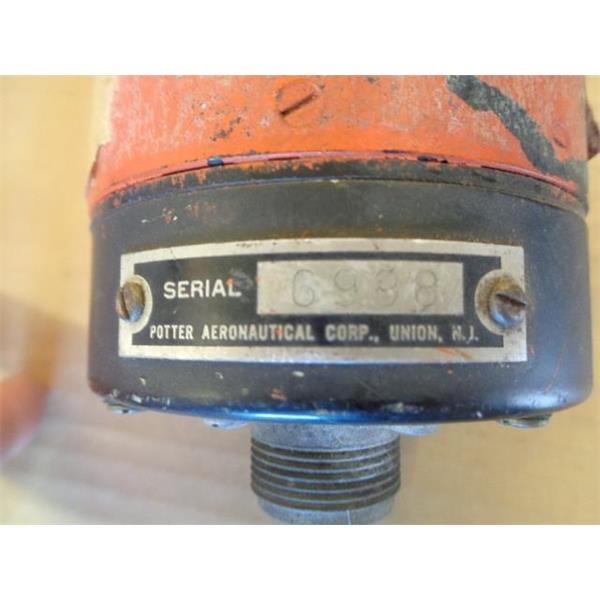 SERIAL 6938
POTTER AERONAUTICAL CORP., UNION, N.J.